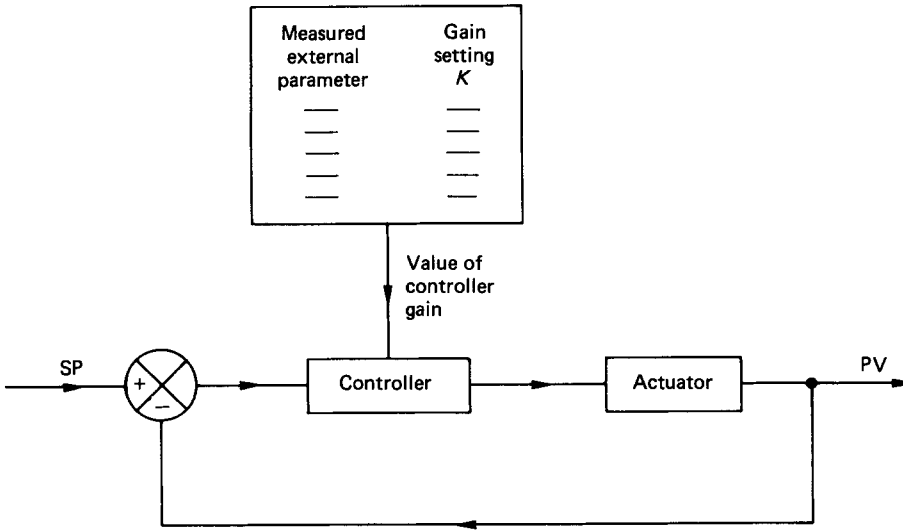 Measured
external
parameter
Gain
setting
K
Value of
controller
gain
SP
+
−
Controller
Actuator
PV